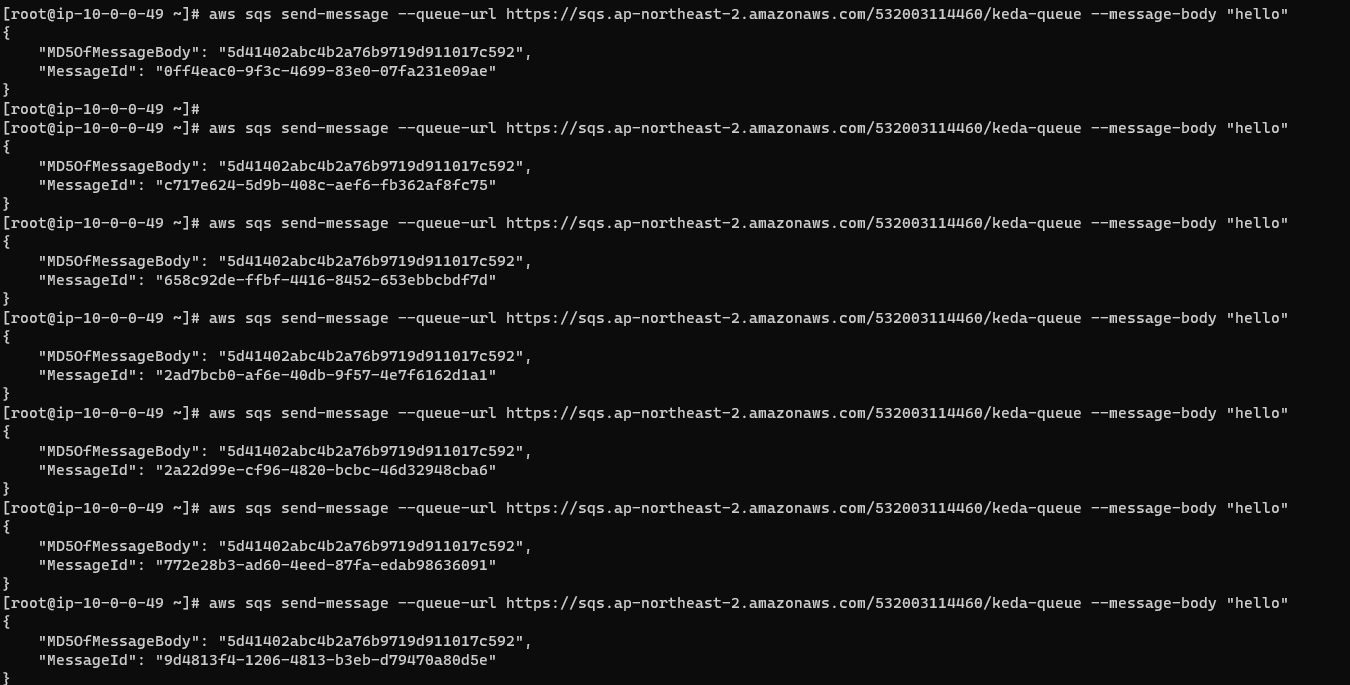 [root@ip-10-0-0-49 ~]# aws sqs send-message --queue-url https://sqs.ap-northeast-2.amazonaws.com/532003114460/keda-queue --message-body "hello"
{
    "MD5OfMessageBody": "5d41402abc4b2a76b9719d911017c592",
    "MessageId": "0ff4eac0-9f3c-4699-83e0-07fa231e09ae"
}
[root@ip-10-0-0-49 ~]#
[root@ip-10-0-0-49 ~]# aws sqs send-message --queue-url https://sqs.ap-northeast-2.amazonaws.com/532003114460/keda-queue --message-body "hello"
{
    "MD5OfMessageBody": "5d41402abc4b2a76b9719d911017c592",
    "MessageId": "c717e624-5d9b-408c-aef6-fb362af8fc75"
}
[root@ip-10-0-0-49 ~]# aws sqs send-message --queue-url https://sqs.ap-northeast-2.amazonaws.com/532003114460/keda-queue --message-body "hello"
{
    "MD5OfMessageBody": "5d41402abc4b2a76b9719d911017c592",
    "MessageId": "658c92de-ffbf-4416-8452-653ebbcbdf7d"
}
[root@ip-10-0-0-49 ~]# aws sqs send-message --queue-url https://sqs.ap-northeast-2.amazonaws.com/532003114460/keda-queue --message-body "hello"
{
    "MD5OfMessageBody": "5d41402abc4b2a76b9719d911017c592",
    "MessageId": "2ad7bcb0-af6e-40db-9f57-4e7f6162d1a1"
}
[root@ip-10-0-0-49 ~]# aws sqs send-message --queue-url https://sqs.ap-northeast-2.amazonaws.com/532003114460/keda-queue --message-body "hello"
{
    "MD5OfMessageBody": "5d41402abc4b2a76b9719d911017c592",
    "MessageId": "2a22d99e-cf96-4820-bcbc-46d32948cba6"
}
[root@ip-10-0-0-49 ~]# aws sqs send-message --queue-url https://sqs.ap-northeast-2.amazonaws.com/532003114460/keda-queue --message-body "hello"
{
    "MD5OfMessageBody": "5d41402abc4b2a76b9719d911017c592",
    "MessageId": "772e28b3-ad60-4eed-87fa-edab98636091"
}
[root@ip-10-0-0-49 ~]# aws sqs send-message --queue-url https://sqs.ap-northeast-2.amazonaws.com/532003114460/keda-queue --message-body "hello"
{
    "MD5OfMessageBody": "5d41402abc4b2a76b9719d911017c592",
    "MessageId": "9d4813f4-1206-4813-b3eb-d79470a80d5e"
}